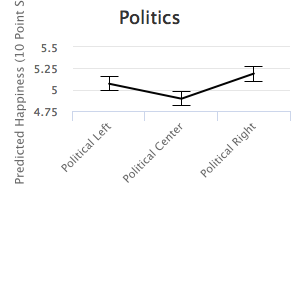 Politics
Predicted Happiness (10 Point S
5.5
5.25
5
4.75
Political Left
Political Center
Political Right